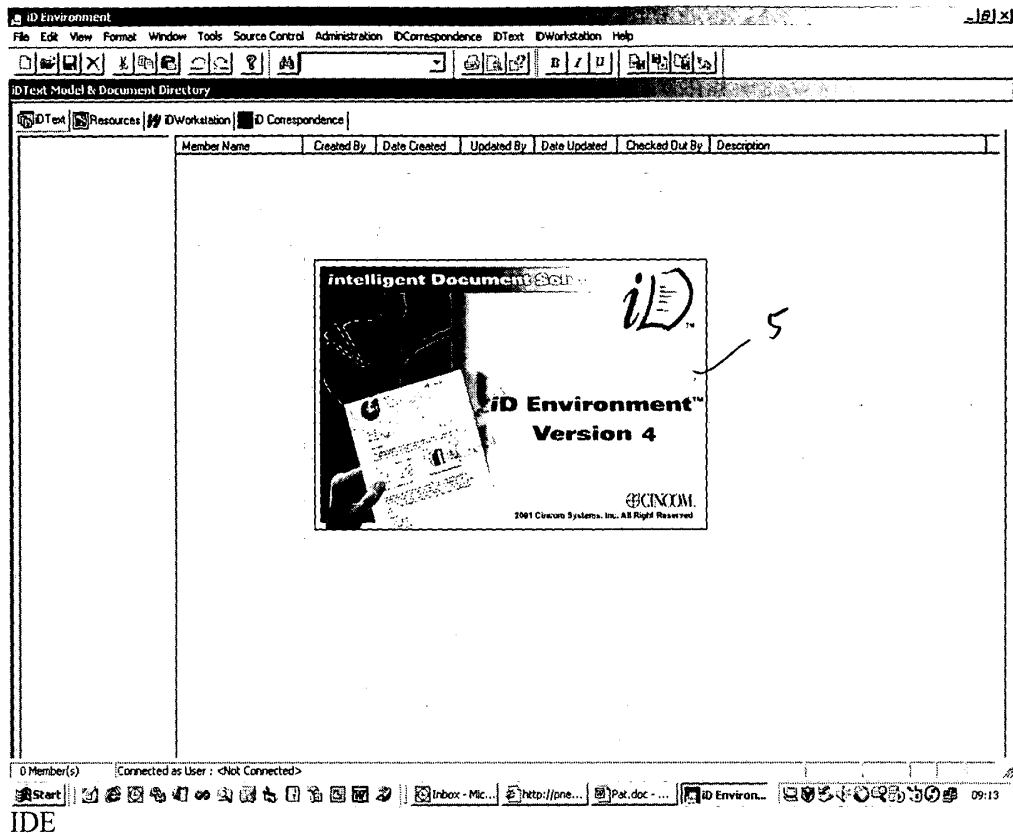 iD Environment
File Edit View Format Window Tools Source Control Administration iDCorrespondence iDText iDWorkstation Help
B I U
iDText Model & Document Directory
iDText Resources iDWorkstation iD Correspondence
Member Name Created By Date Created Updated By Date Updated Checked Out By Description
intelligent Document
iD™
5
iD Environment™
Version 4
CINCOM.
2001 Cincom Systems, Inc. All Right Reserved
0 Member(s) Connected as User : <Not Connected>
Start Inbox - Mic... http://pne... Pat.doc - ... iD Environ... 09:13
IDE